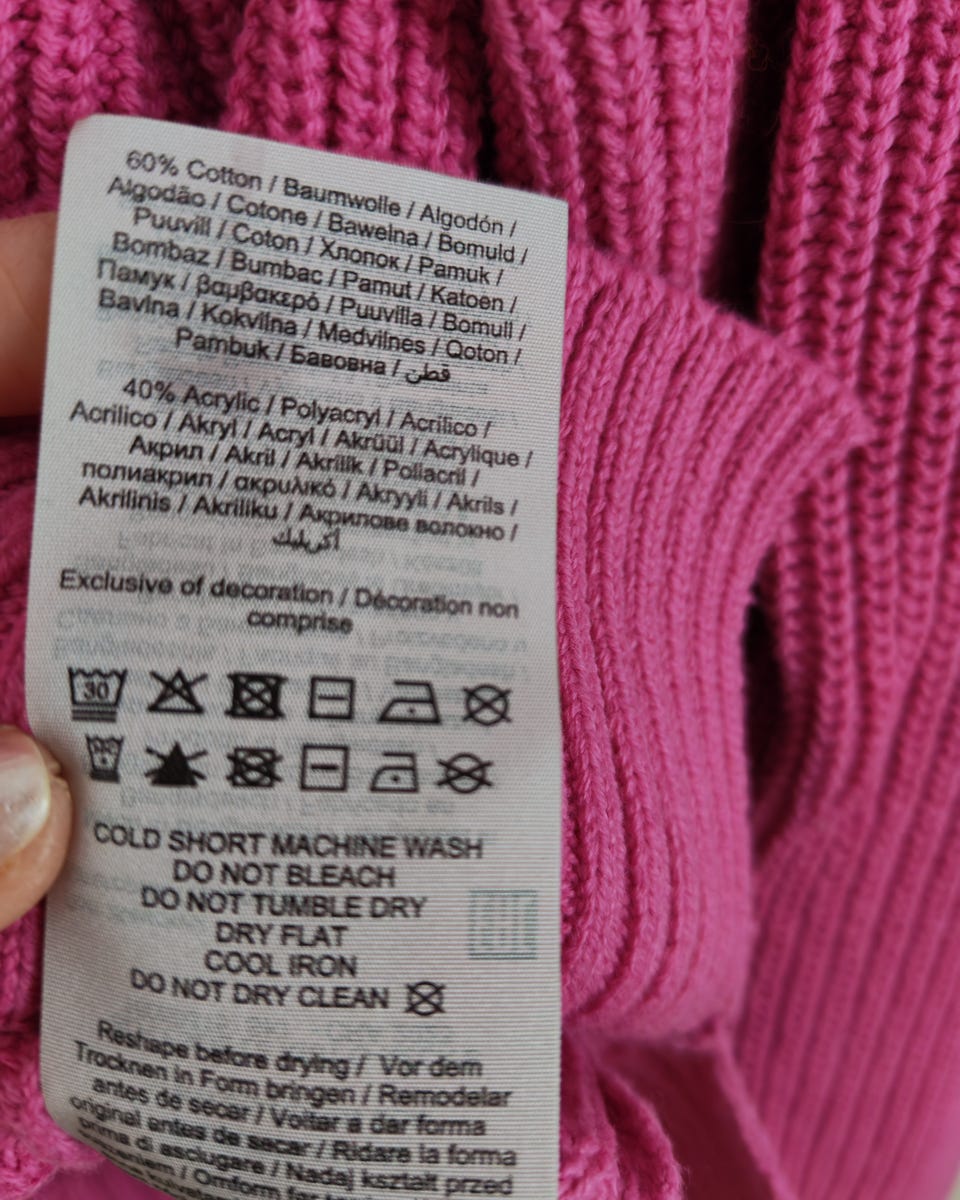 60% Cotton / Baumwolle / Algodón /
Algodão / Cotone / Bawełna / Bomuld /
Puuvill / Coton / Хлопок / Pamuk /
Bombaz / Bumbac / Pamut / Katoen /
Памук / βαμβακερό / Puuvilla / Bomull /
Bavlna / Kokvilna / Medvilnes / Qoton /
Pambuk / Бавовна / قطن
40% Acrylic / Polyacryl / Acrílico /
Acrilico / Akryl / Acryl / Akrüül / Acrylique /
Акрил / Akril / Akrilik / Poliacril /
полиакрил / ακρυλικό / Akryyli / Akrils /
Akrilinis / Akriliku / Акрилове волокно /
أكريليك
Exclusive of decoration / Décoration non
comprise
30
COLD SHORT MACHINE WASH
DO NOT BLEACH
DO NOT TUMBLE DRY
DRY FLAT
COOL IRON
DO NOT DRY CLEAN
Reshape before drying / Vor dem
Trocknen in Form bringen / Remodelar
antes de secar / Voltar a dar forma
original antes de secar / Ridare la forma
prima di asciugare / Nadaj kształt przed
/ Omform før